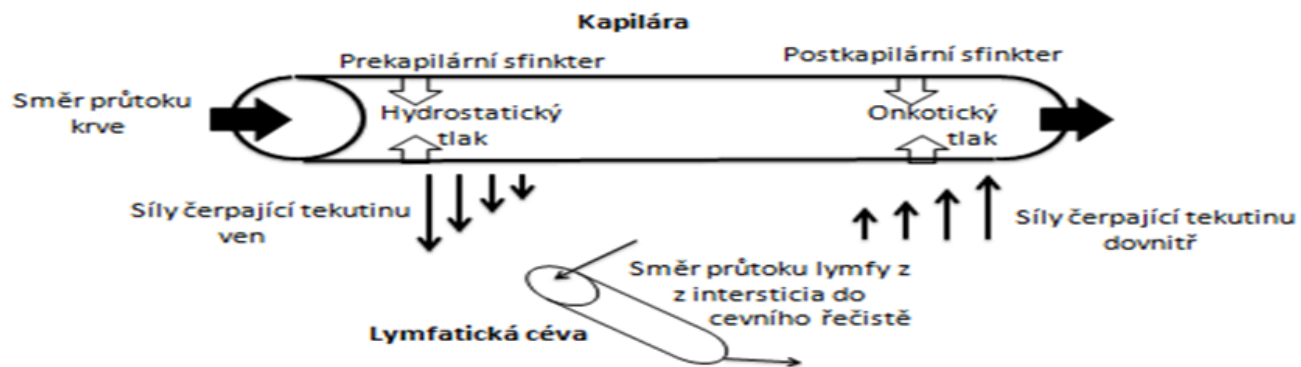 Kapilára
Prekapilární sfinkter
Postkapilární sfinkter
Směr průtoku
krve
Hydrostatický
tlak
Onkotický
tlak
Síly čerpající tekutinu
ven
Síly čerpající tekutinu
dovnitř
Směr průtoku lymfy z
z intersticia do
cevního řečistě
Lymfatická céva